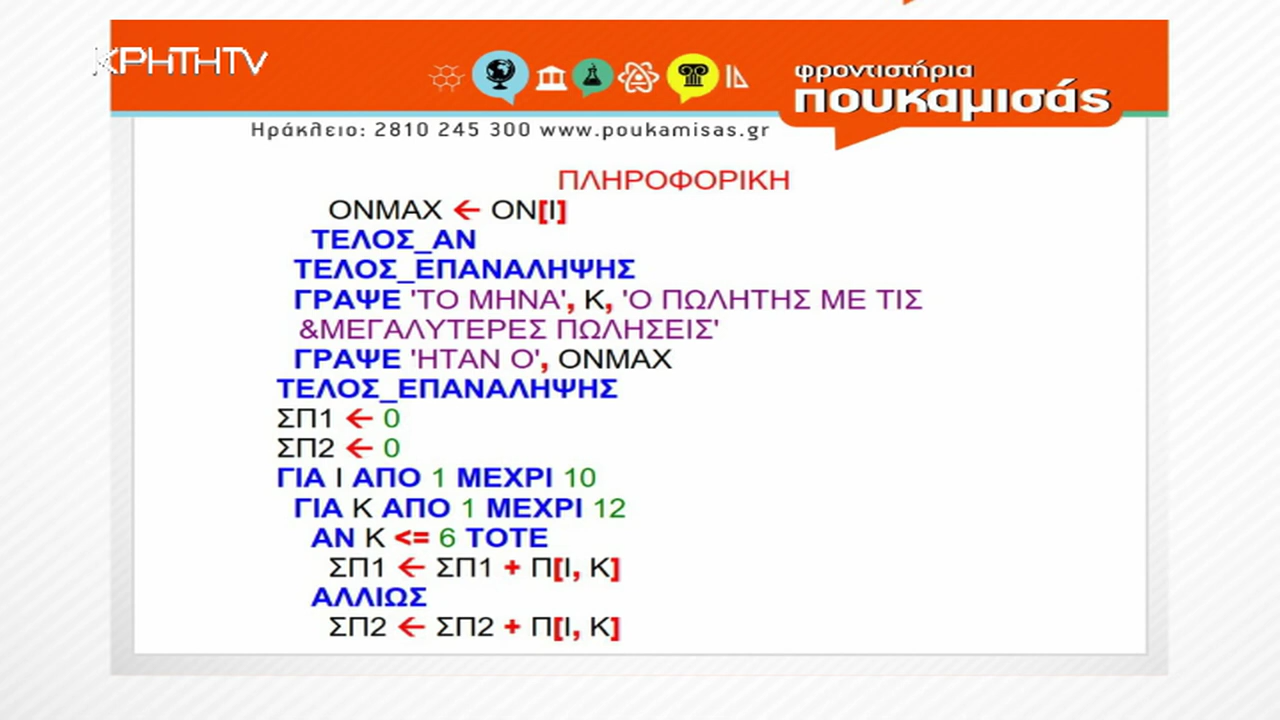 ΚΡΗΤΗTV
φροντιστήρια
πουκαμισάς
Ηράκλειο: 2810 245 300 www.poukamisas.gr
ΠΛΗΡΟΦΟΡΙΚΗ
ΟΝΜΑΧ ← ΟΝ[Ι]
ΤΕΛΟΣ_ΑΝ
ΤΕΛΟΣ_ΕΠΑΝΑΛΗΨΗΣ
ΓΡΑΨΕ 'ΤΟ ΜΗΝΑ', Κ, 'Ο ΠΩΛΗΤΗΣ ΜΕ ΤΙΣ
&ΜΕΓΑΛΥΤΕΡΕΣ ΠΩΛΗΣΕΙΣ'
ΓΡΑΨΕ 'ΗΤΑΝ Ο', ΟΝΜΑΧ
ΤΕΛΟΣ_ΕΠΑΝΑΛΗΨΗΣ
ΣΠ1 ← 0
ΣΠ2 ← 0
ΓΙΑ Ι ΑΠΟ 1 ΜΕΧΡΙ 10
ΓΙΑ Κ ΑΠΟ 1 ΜΕΧΡΙ 12
ΑΝ Κ <= 6 ΤΟΤΕ
ΣΠ1 ← ΣΠ1 + Π[Ι, Κ]
ΑΛΛΙΩΣ
ΣΠ2 ← ΣΠ2 + Π[Ι, Κ]